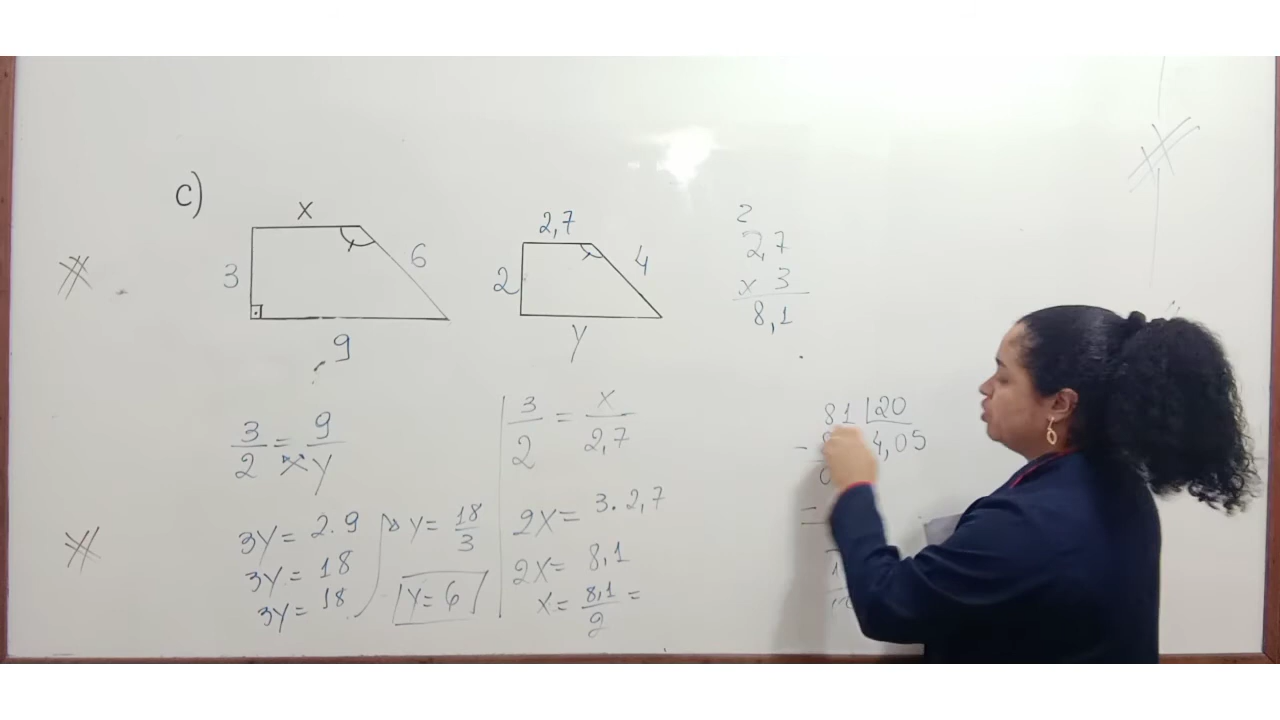 c)
x
3
6
9
2,7
2
4
y
2
2,7
x 3
8,1
3/2 = 9/y
3y = 2.9
3y = 18
3y = 18
y = 18/3
y = 6
3/2 = x/2,7
2x = 3.2,7
2x = 8,1
x = 8,1/2 =
81 |20
4,05